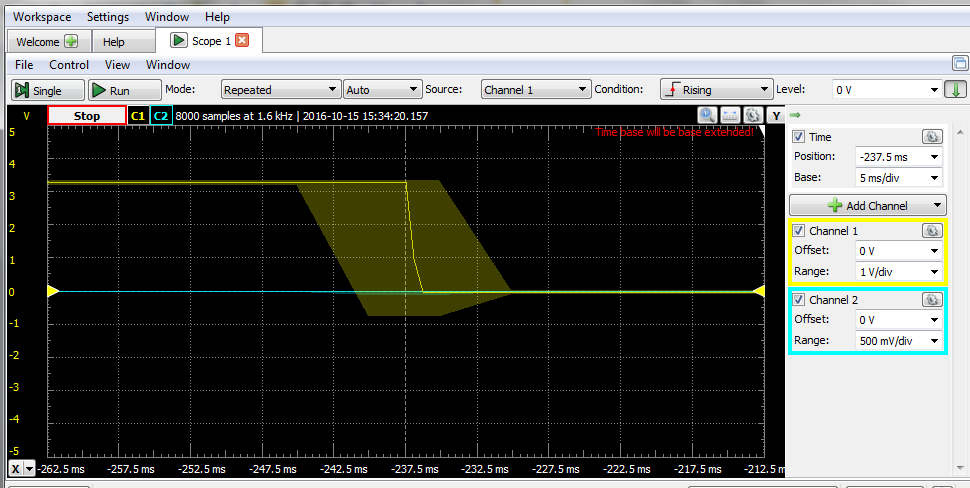 Workspace Settings Window Help
Welcome Help Scope 1
File Control View Window
Single Run Mode: Repeated Auto Source: Channel 1 Condition: Rising Level: 0 V
V Stop C1 C2 8000 samples at 1.6 kHz | 2016-10-15 15:34:20.157 Y
Time base will be base extended!
5
4
3
2
1
0
-1
-2
-3
-4
-5
X -262.5 ms -257.5 ms -252.5 ms -247.5 ms -242.5 ms -237.5 ms -232.5 ms -227.5 ms -222.5 ms -217.5 ms -212.5 ms
Time
Position: -237.5 ms
Base: 5 ms/div
Add Channel
Channel 1
Offset: 0 V
Range: 1 V/div
Channel 2
Offset: 0 V
Range: 500 mV/div